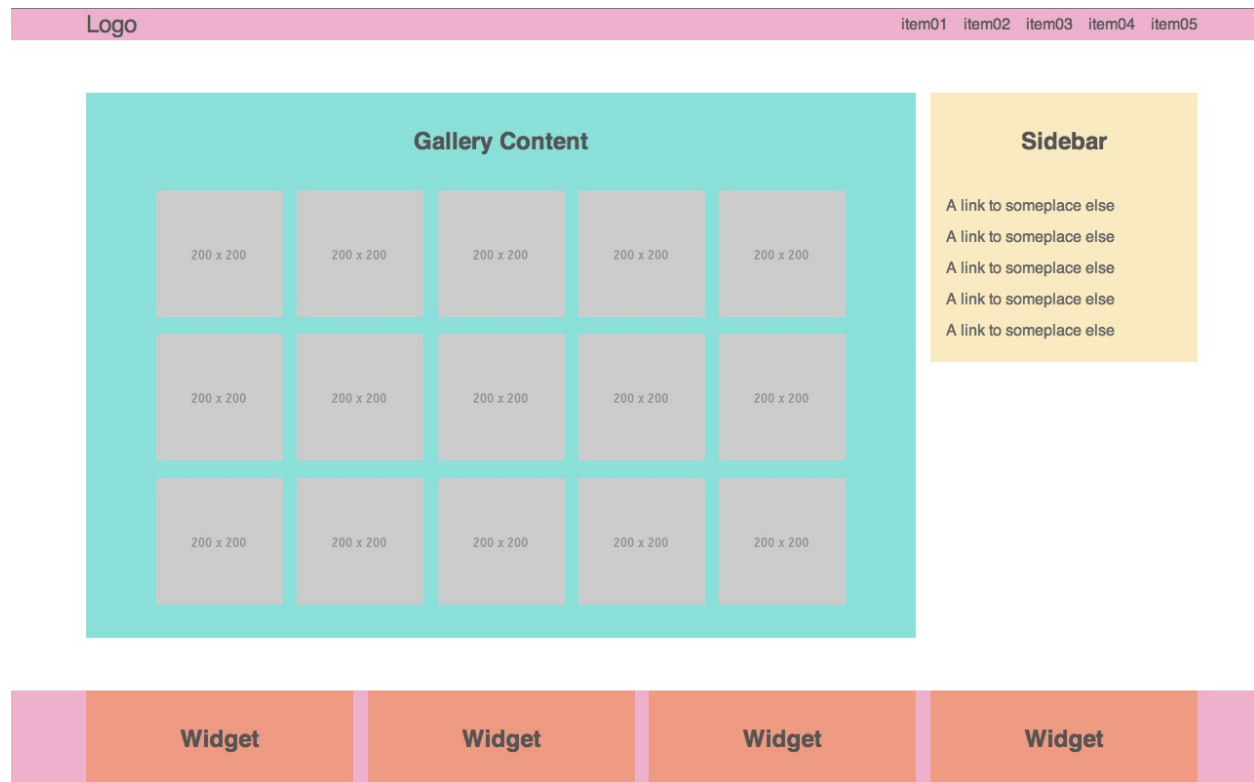 Logo
item01 item02 item03 item04 item05
Gallery Content
200 x 200 200 x 200 200 x 200 200 x 200 200 x 200
200 x 200 200 x 200 200 x 200 200 x 200 200 x 200
200 x 200 200 x 200 200 x 200 200 x 200 200 x 200
Sidebar
A link to someplace else
A link to someplace else
A link to someplace else
A link to someplace else
A link to someplace else
Widget Widget Widget Widget